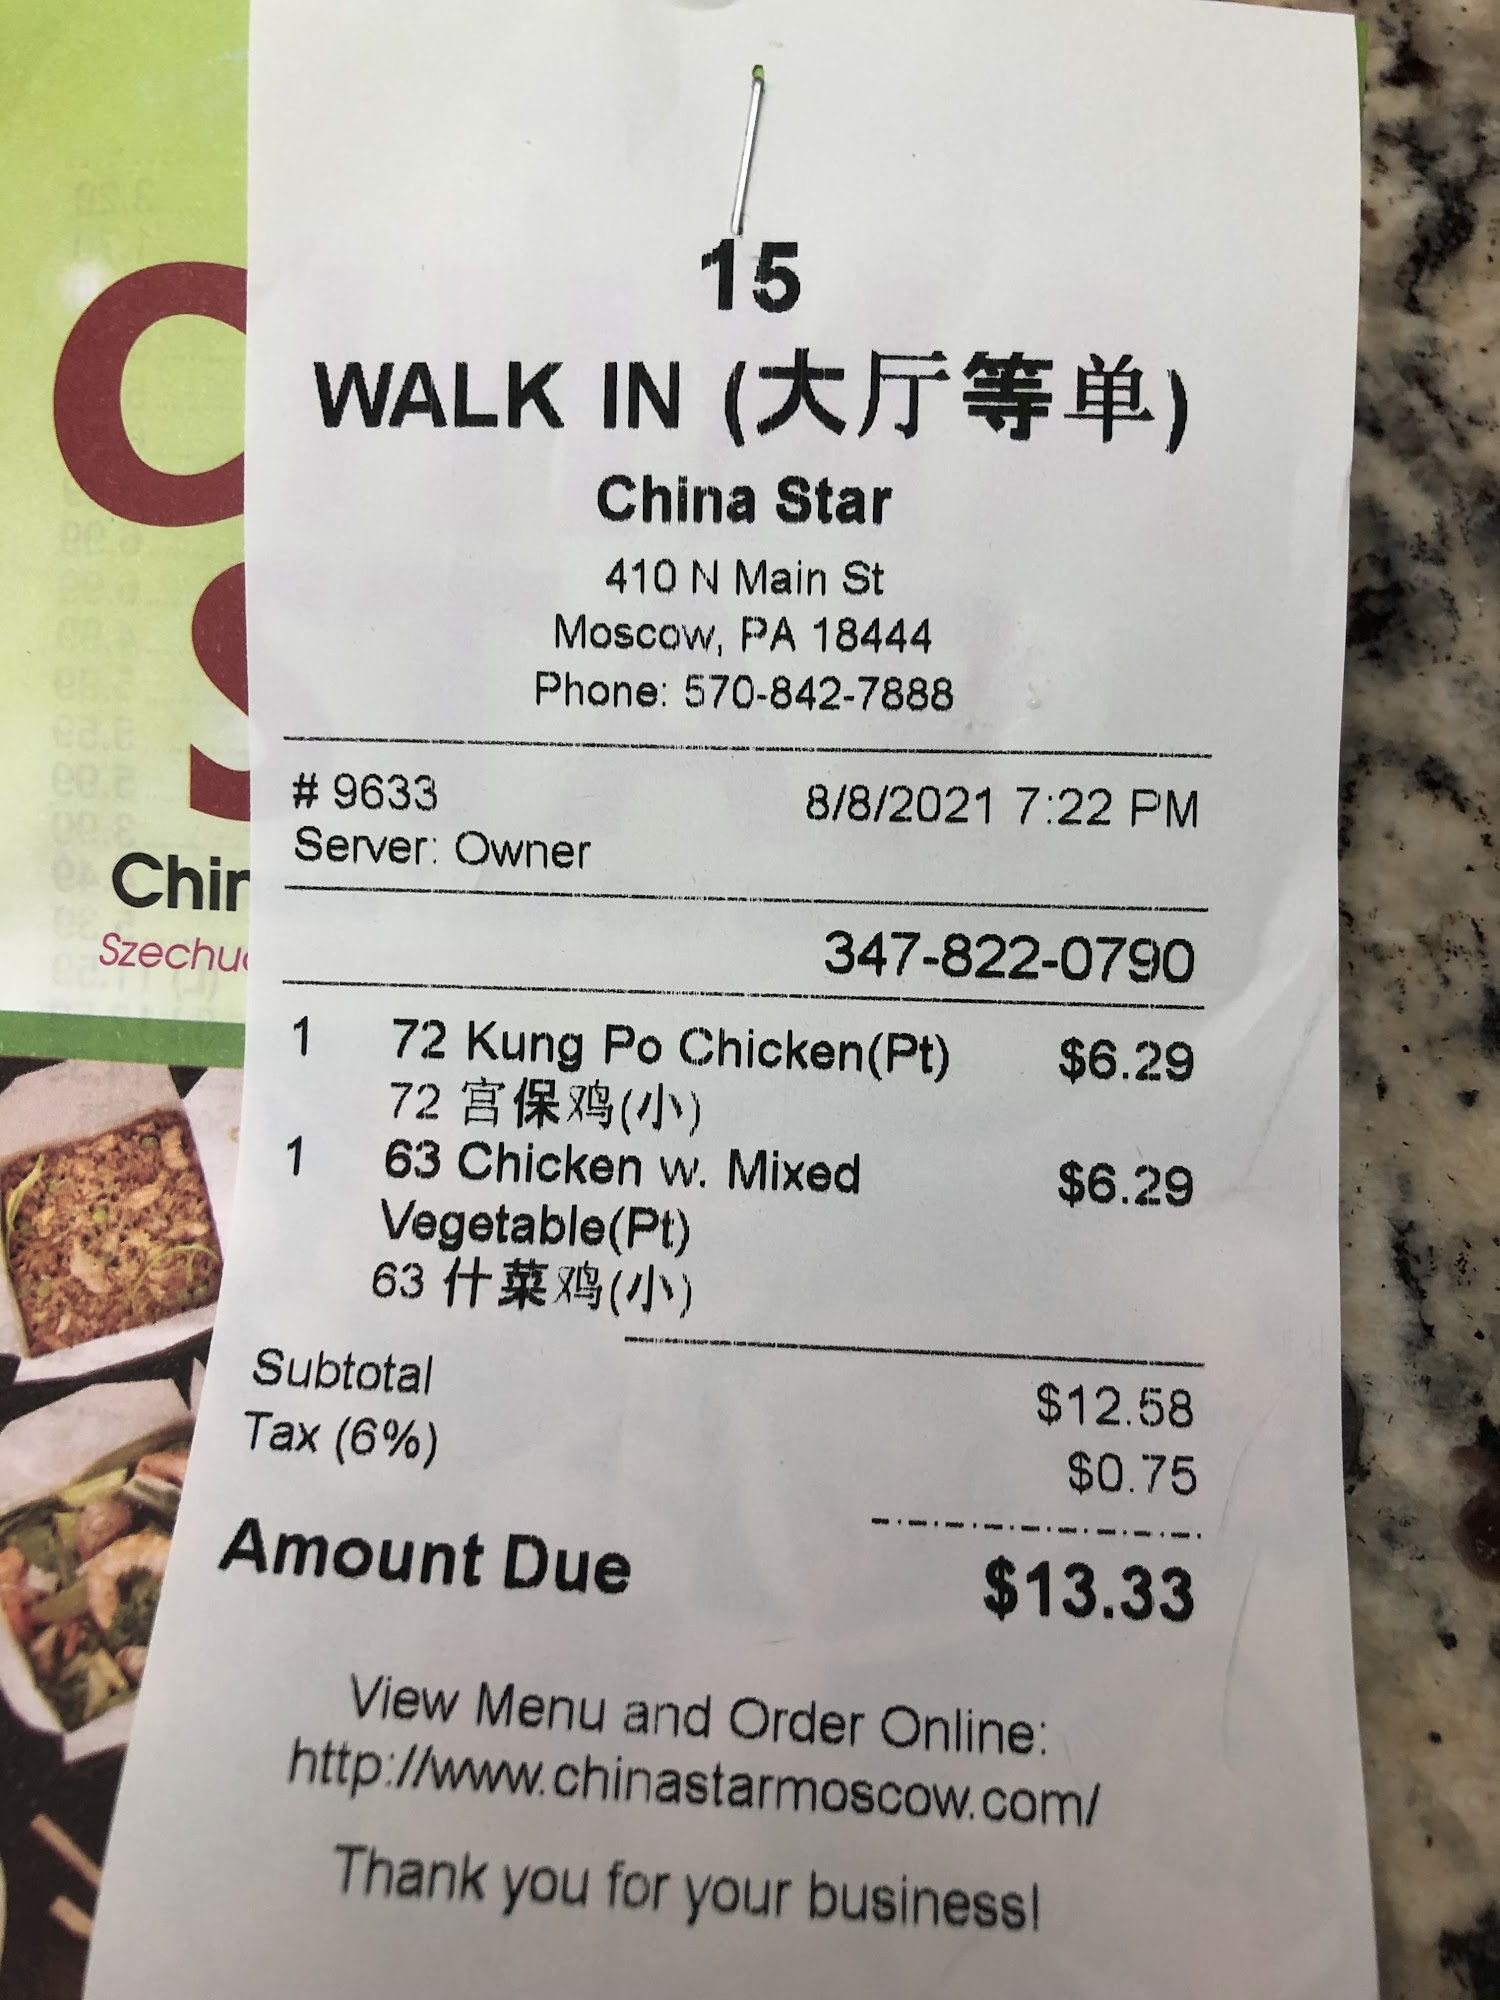 15
WALK IN (大厅等单)
China Star
410 N Main St
Moscow, PA 18444
Phone: 570-842-7888
# 9633 8/8/2021 7:22 PM
Server: Owner
347-822-0790
1 72 Kung Po Chicken(Pt) $6.29
72 宫保鸡(小)
1 63 Chicken w. Mixed $6.29
Vegetable(Pt)
63 什菜鸡(小)
Subtotal $12.58
Tax (6%) $0.75
Amount Due $13.33
View Menu and Order Online:
http://www.chinastarmoscow.com/
Thank you for your business!
C
S
Chin
Szechu